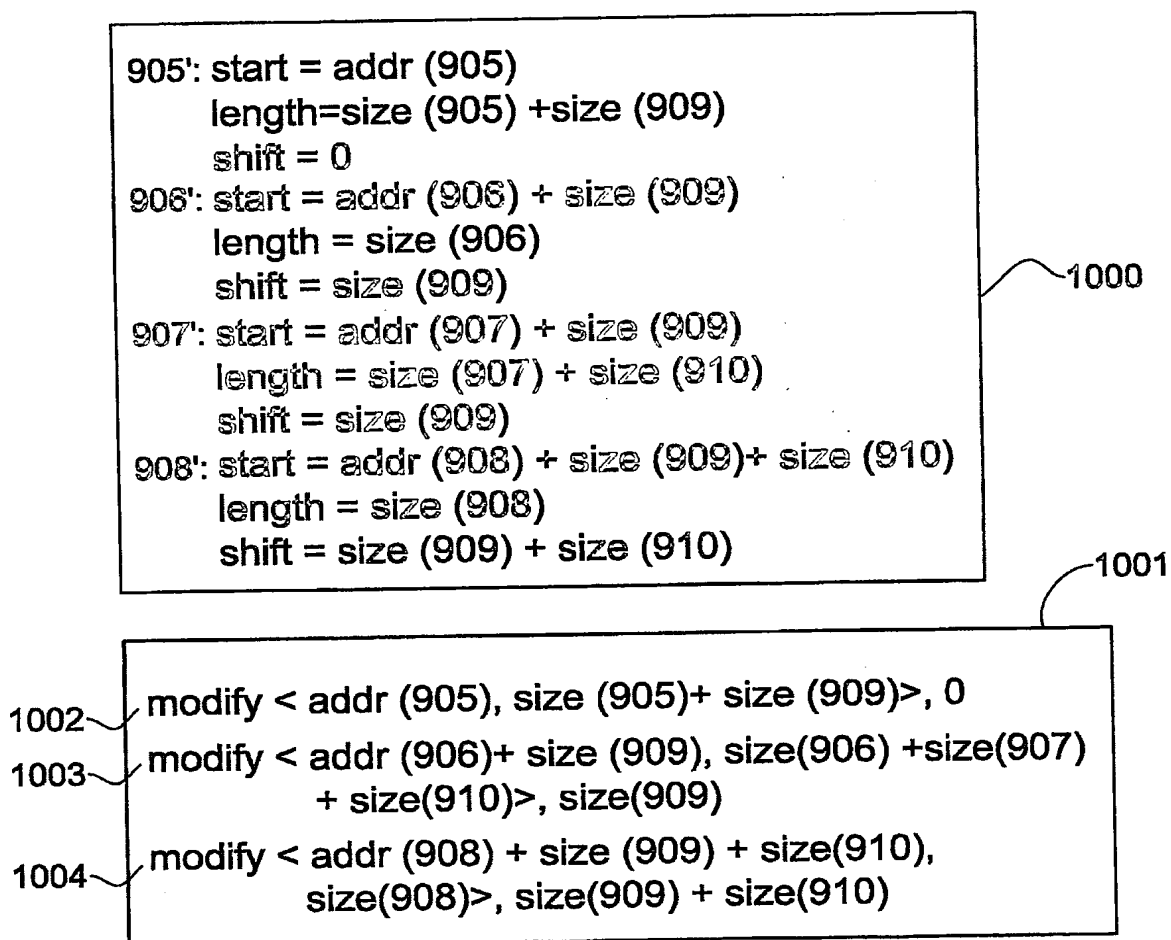 905': start = addr (905)
length=size (905) +size (909)
shift = 0
906': start = addr (906) + size (909)
length = size (906)
shift = size (909)
907': start = addr (907) + size (909)
length = size (907) + size (910)
shift = size (909)
908': start = addr (908) + size (909)+ size (910)
length = size (908)
shift = size (909) + size (910)
1000
1001
1002 modify < addr (905), size (905)+ size (909)>, 0
1003 modify < addr (906)+ size (909), size(906) +size(907)
+ size(910)>, size(909)
1004 modify < addr (908) + size (909) + size(910),
size(908)>, size(909) + size(910)